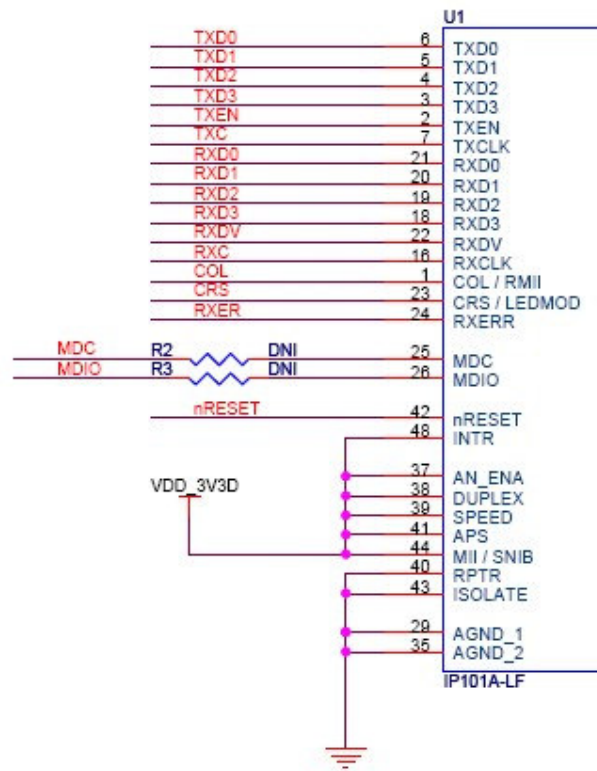 U1
TXD0 6 TXD0
TXD1 5 TXD1
TXD2 4 TXD2
TXD3 3 TXD3
TXEN 2 TXEN
TXC 7 TXCLK
RXD0 21 RXD0
RXD1 20 RXD1
RXD2 19 RXD2
RXD3 18 RXD3
RXDV 22 RXDV
RXC 16 RXCLK
COL 1 COL / RMII
CRS 23 CRS / LEDMOD
RXER 24 RXERR
MDC R2 DNI 25 MDC
MDIO R3 DNI 26 MDIO
nRESET 42 nRESET
48 INTR
37 AN_ENA
VDD_3V3D 38 DUPLEX
39 SPEED
41 APS
44 MII / SNIB
40 RPTR
43 ISOLATE
29 AGND_1
35 AGND_2
IP101A-LF